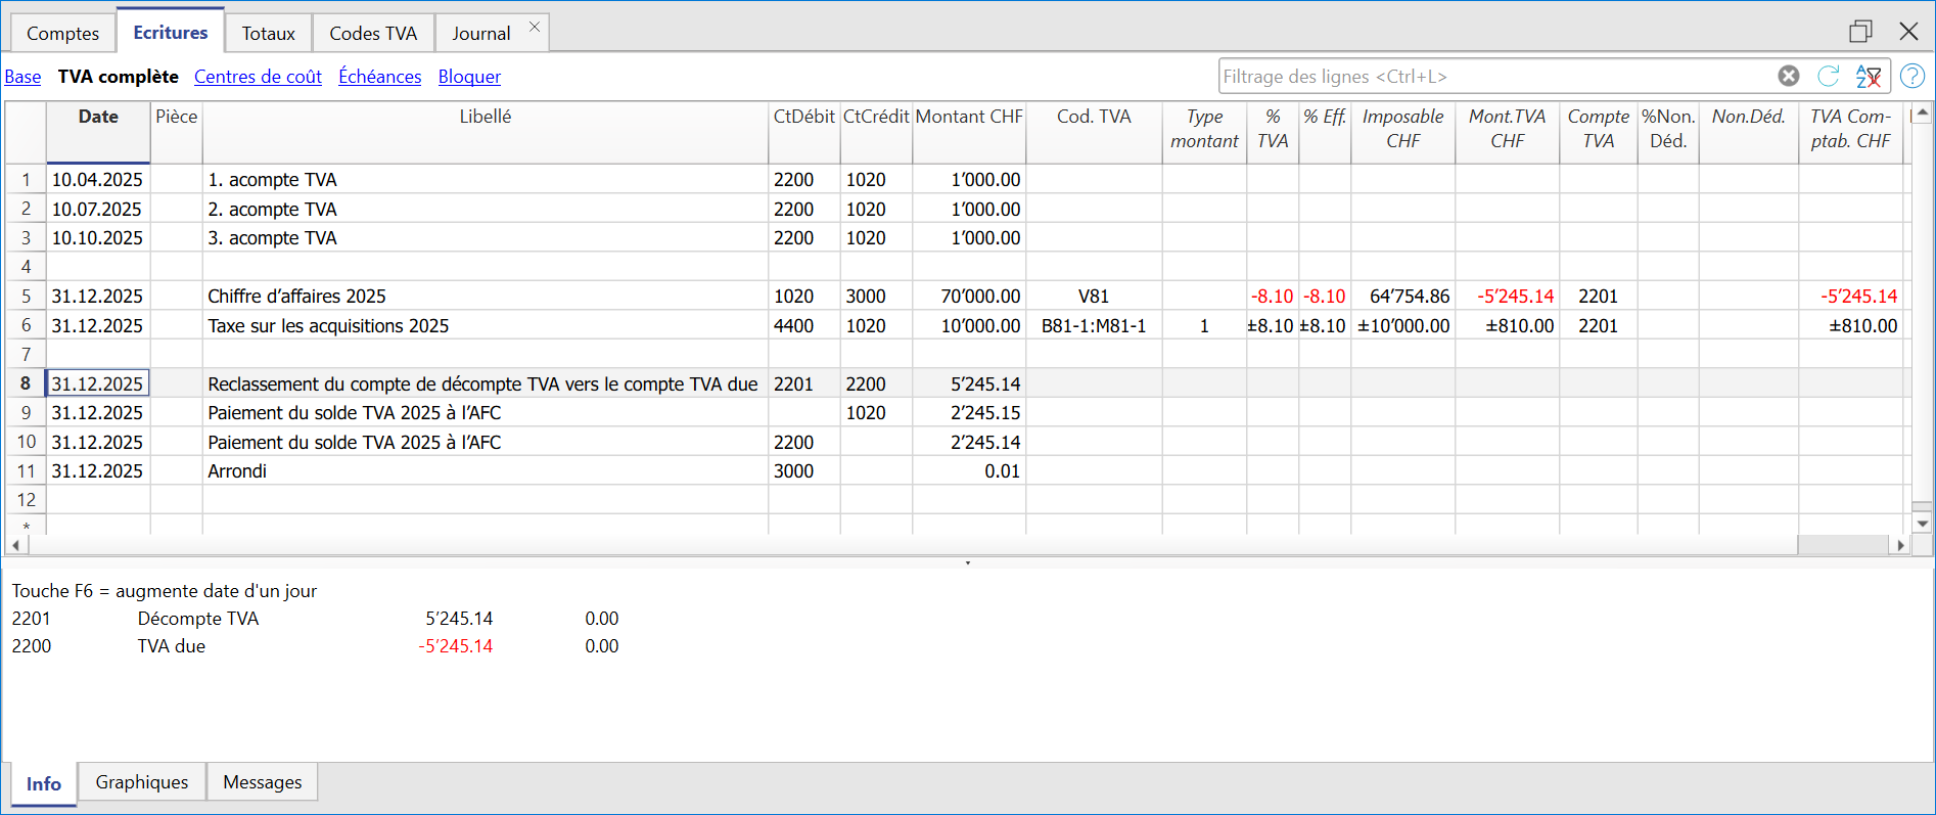 Comptes Ecritures Totaux Codes TVA Journal
Base TVA complète Centres de coût Échéances Bloquer Filtrage des lignes <Ctrl+L>
Date Pièce Libellé CtDébit CtCrédit Montant CHF Cod. TVA Type montant % TVA % Eff. Imposable CHF Mont.TVA CHF Compte TVA %Non. Déd. Non.Déd. TVA Com- ptab. CHF
1 10.04.2025 1. acompte TVA 2200 1020 1’000.00
2 10.07.2025 2. acompte TVA 2200 1020 1’000.00
3 10.10.2025 3. acompte TVA 2200 1020 1’000.00
4
5 31.12.2025 Chiffre d’affaires 2025 1020 3000 70’000.00 V81 -8.10 -8.10 64’754.86 -5’245.14 2201 -5’245.14
6 31.12.2025 Taxe sur les acquisitions 2025 4400 1020 10’000.00 B81-1:M81-1 1 ±8.10 ±8.10 ±10’000.00 ±810.00 2201 ±810.00
7
8 31.12.2025 Reclassement du compte de décompte TVA vers le compte TVA due 2201 2200 5’245.14
9 31.12.2025 Paiement du solde TVA 2025 à l’AFC 1020 2’245.15
10 31.12.2025 Paiement du solde TVA 2025 à l’AFC 2200 2’245.14
11 31.12.2025 Arrondi 3000 0.01
12
*
Touche F6 = augmente date d'un jour
2201 Décompte TVA 5’245.14 0.00
2200 TVA due -5’245.14 0.00
Info Graphiques Messages